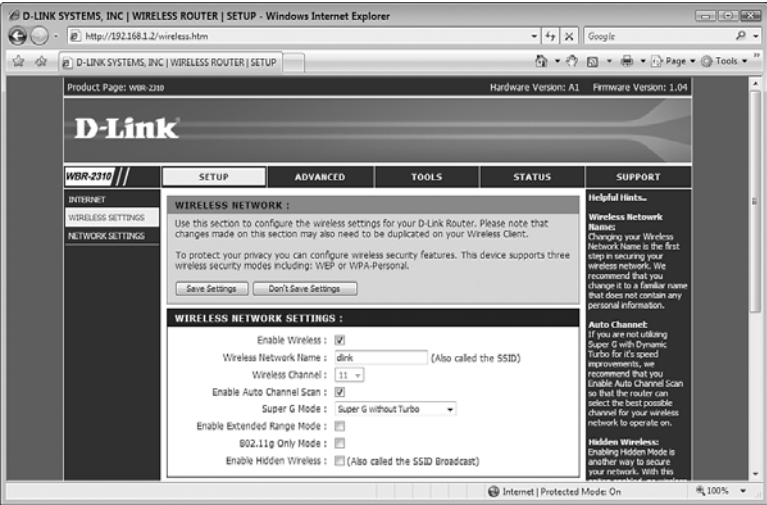 D-LINK SYSTEMS, INC | WIRELESS ROUTER | SETUP - Windows Internet Explorer
http://192.168.1.2/wireless.htm
Google
D-LINK SYSTEMS, INC | WIRELESS ROUTER | SETUP
Page
Tools
Product Page: WBR-2310
Hardware Version: A1
Firmware Version: 1.04
D-Link
WBR-2310
SETUP
ADVANCED
TOOLS
STATUS
SUPPORT
INTERNET
WIRELESS SETTINGS
NETWORK SETTINGS
WIRELESS NETWORK :
Use this section to configure the wireless settings for your D-Link Router. Please note that
changes made on this section may also need to be duplicated on your Wireless Client.
To protect your privacy you can configure wireless security features. This device supports three
wireless security modes including: WEP or WPA-Personal.
Save Settings
Don't Save Settings
WIRELESS NETWORK SETTINGS :
Enable Wireless :
Wireless Network Name : dlink (Also called the SSID)
Wireless Channel : 11
Enable Auto Channel Scan :
Super G Mode : Super G without Turbo
Enable Extended Range Mode :
802.11g Only Mode :
Enable Hidden Wireless : (Also called the SSID Broadcast)
Helpful Hints..
Wireless Netowrk
Name:
Changing your Wireless
Network Name is the first
step in securing your
wireless network. We
recommend that you
change it to a familiar name
that does not contain any
personal information.
Auto Channel:
If you are not utilizing
Super G with Dynamic
Turbo for it's speed
improvements, we
recommend that you
Enable Auto Channel Scan
so that the router can
select the best possible
channel for your wireless
network to operate on.
Hidden Wireless:
Enabling Hidden Mode is
another way to secure
your network. With this
Internet | Protected Mode: On
100%